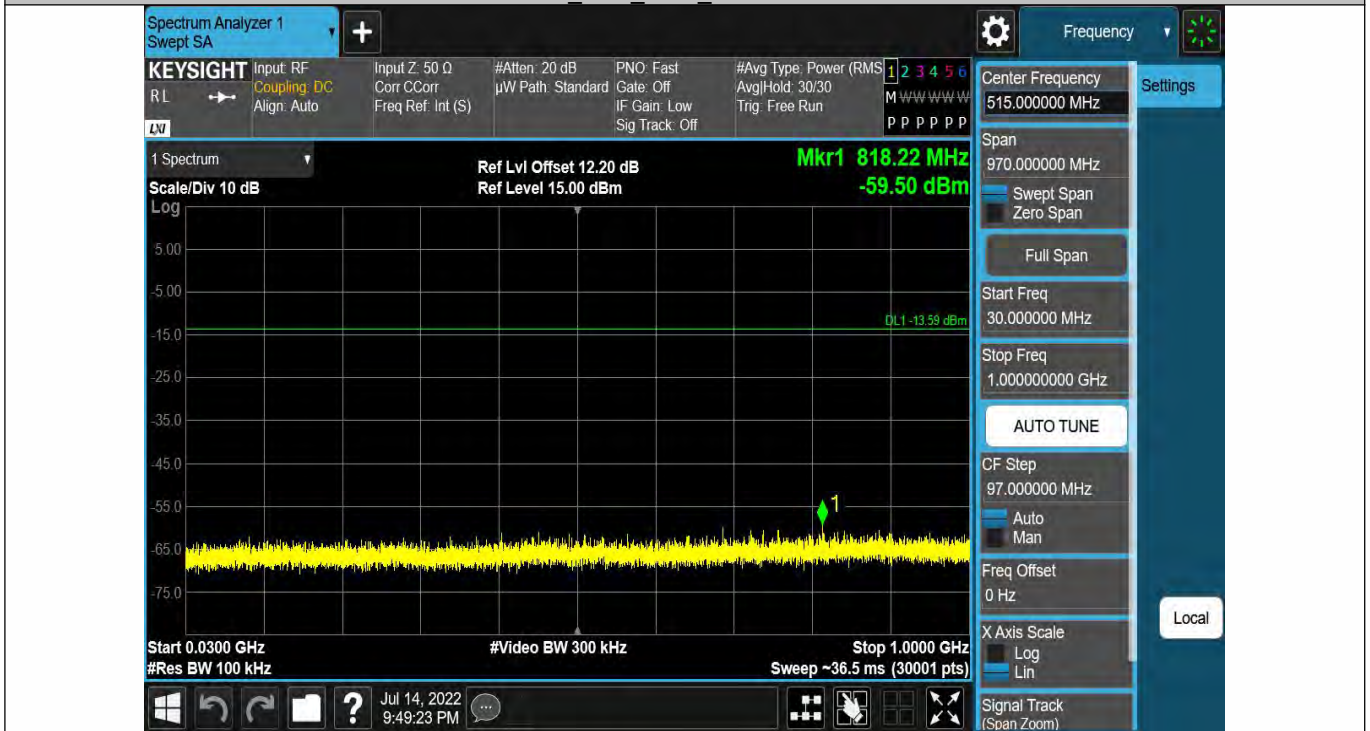 Spectrum Analyzer 1
Swept SA
+
Frequency
KEYSIGHT
R L
LXI
Input: RF
Coupling: DC
Align: Auto
Input Z: 50 Ω
Corr CCorr
Freq Ref: Int (S)
#Atten: 20 dB
µW Path: Standard
PNO: Fast
Gate: Off
IF Gain: Low
Sig Track: Off
#Avg Type: Power (RMS
Avg|Hold: 30/30
Trig: Free Run
1 2 3 4 5 6
M W W W W W
P P P P P P
1 Spectrum
Scale/Div 10 dB
Log
Ref Lvl Offset 12.20 dB
Ref Level 15.00 dBm
Mkr1 818.22 MHz
-59.50 dBm
5.00
-5.00
DL1 -13.59 dBm
-15.0
-25.0
-35.0
-45.0
-55.0
1
-65.0
-75.0
Start 0.0300 GHz
#Res BW 100 kHz
#Video BW 300 kHz
Stop 1.0000 GHz
Sweep ~36.5 ms (30001 pts)
Center Frequency
515.000000 MHz
Settings
Span
970.000000 MHz
Swept Span
Zero Span
Full Span
Start Freq
30.000000 MHz
Stop Freq
1.000000000 GHz
AUTO TUNE
CF Step
97.000000 MHz
Auto
Man
Freq Offset
0 Hz
X Axis Scale
Log
Lin
Local
Signal Track
(Span Zoom)
?
Jul 14, 2022
9:49:23 PM